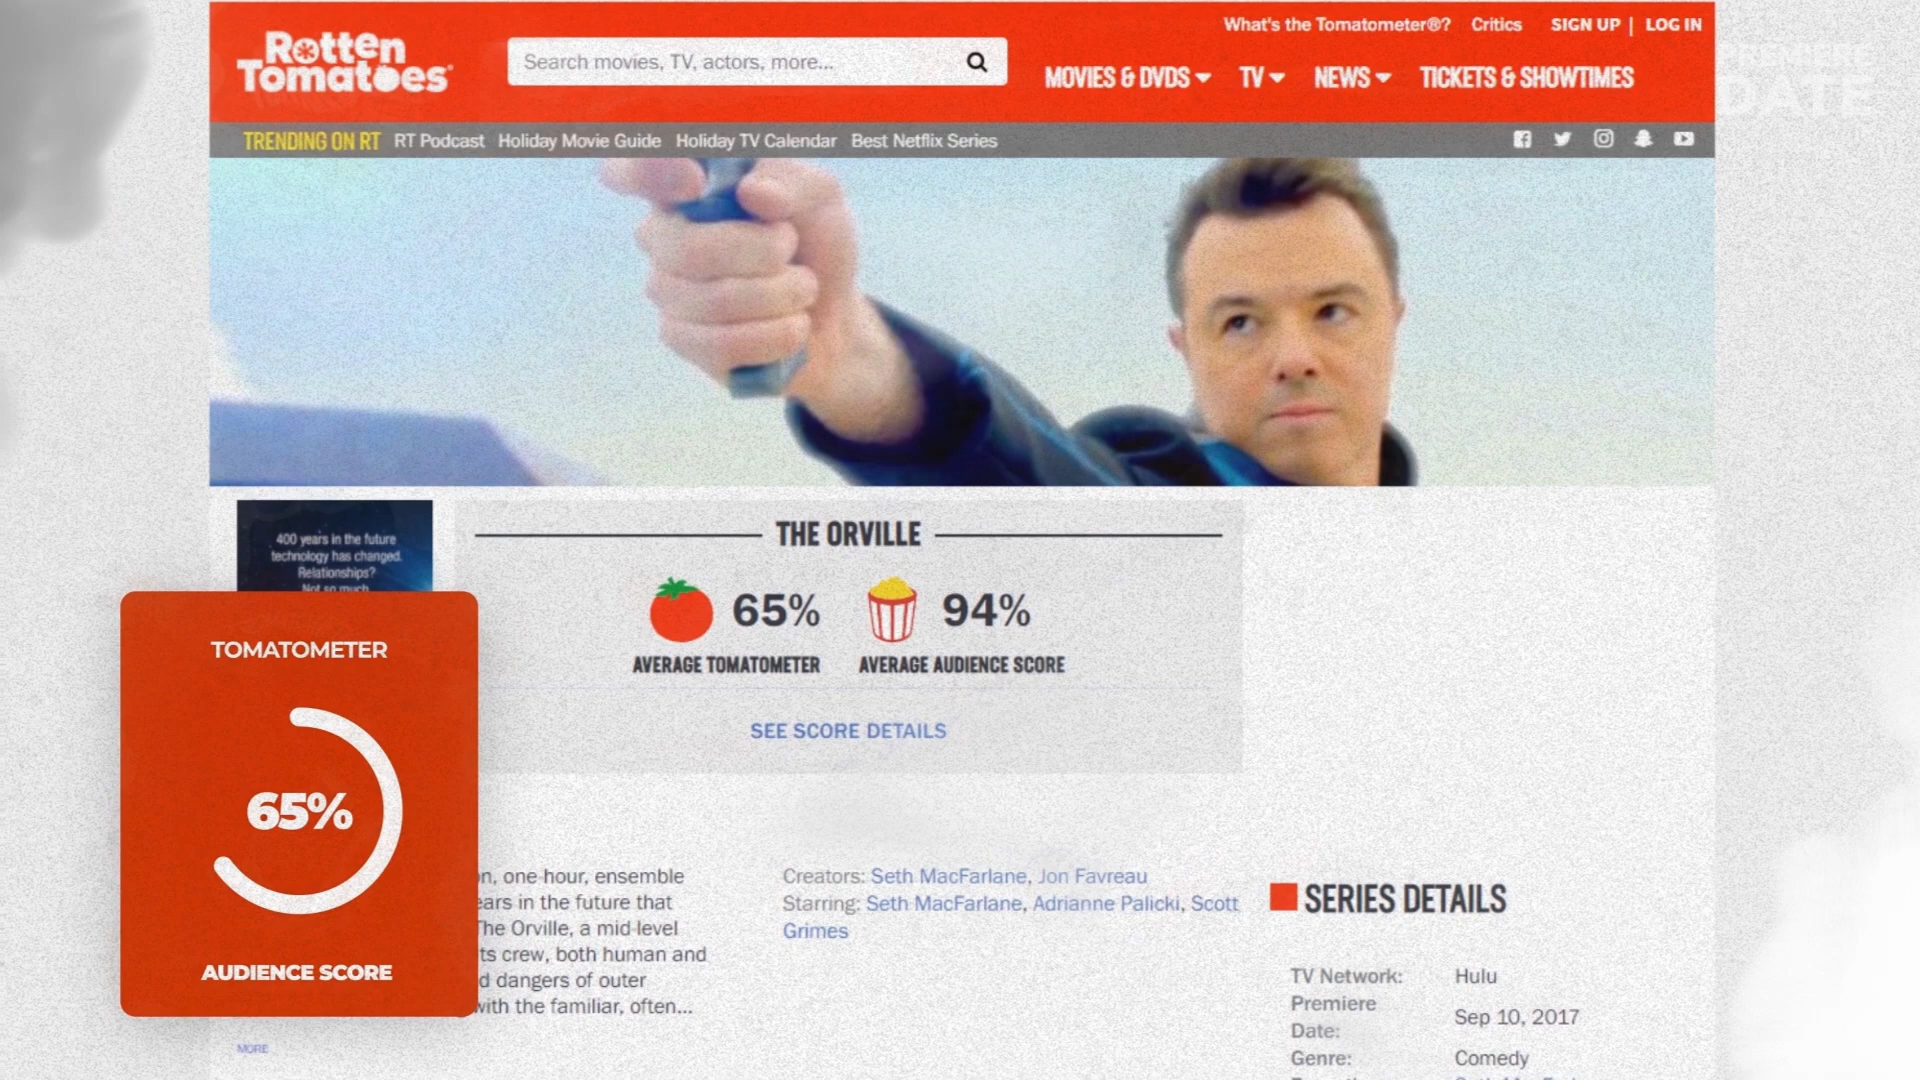 What's the Tomatometer®? Critics SIGN UP | LOG IN
Rotten
Tomatoes
Search movies, TV, actors, more...
MOVIES & DVDS TV NEWS TICKETS & SHOWTIMES
PREMIERE
DATE
TRENDING ON RT RT Podcast Holiday Movie Guide Holiday TV Calendar Best Netflix Series
400 years in the future
technology has changed.
Relationships?
Not so much
THE ORVILLE
65% 94%
AVERAGE TOMATOMETER AVERAGE AUDIENCE SCORE
SEE SCORE DETAILS
TOMATOMETER
65%
AUDIENCE SCORE
n, one-hour, ensemble
ears in the future that
The Orville, a mid-level
ts crew, both human and
d dangers of outer
with the familiar, often...
MORE
Creators: Seth MacFarlane, Jon Favreau
Starring: Seth MacFarlane, Adrianne Palicki, Scott
Grimes
SERIES DETAILS
TV Network: Hulu
Premiere
Date: Sep 10, 2017
Genre: Comedy